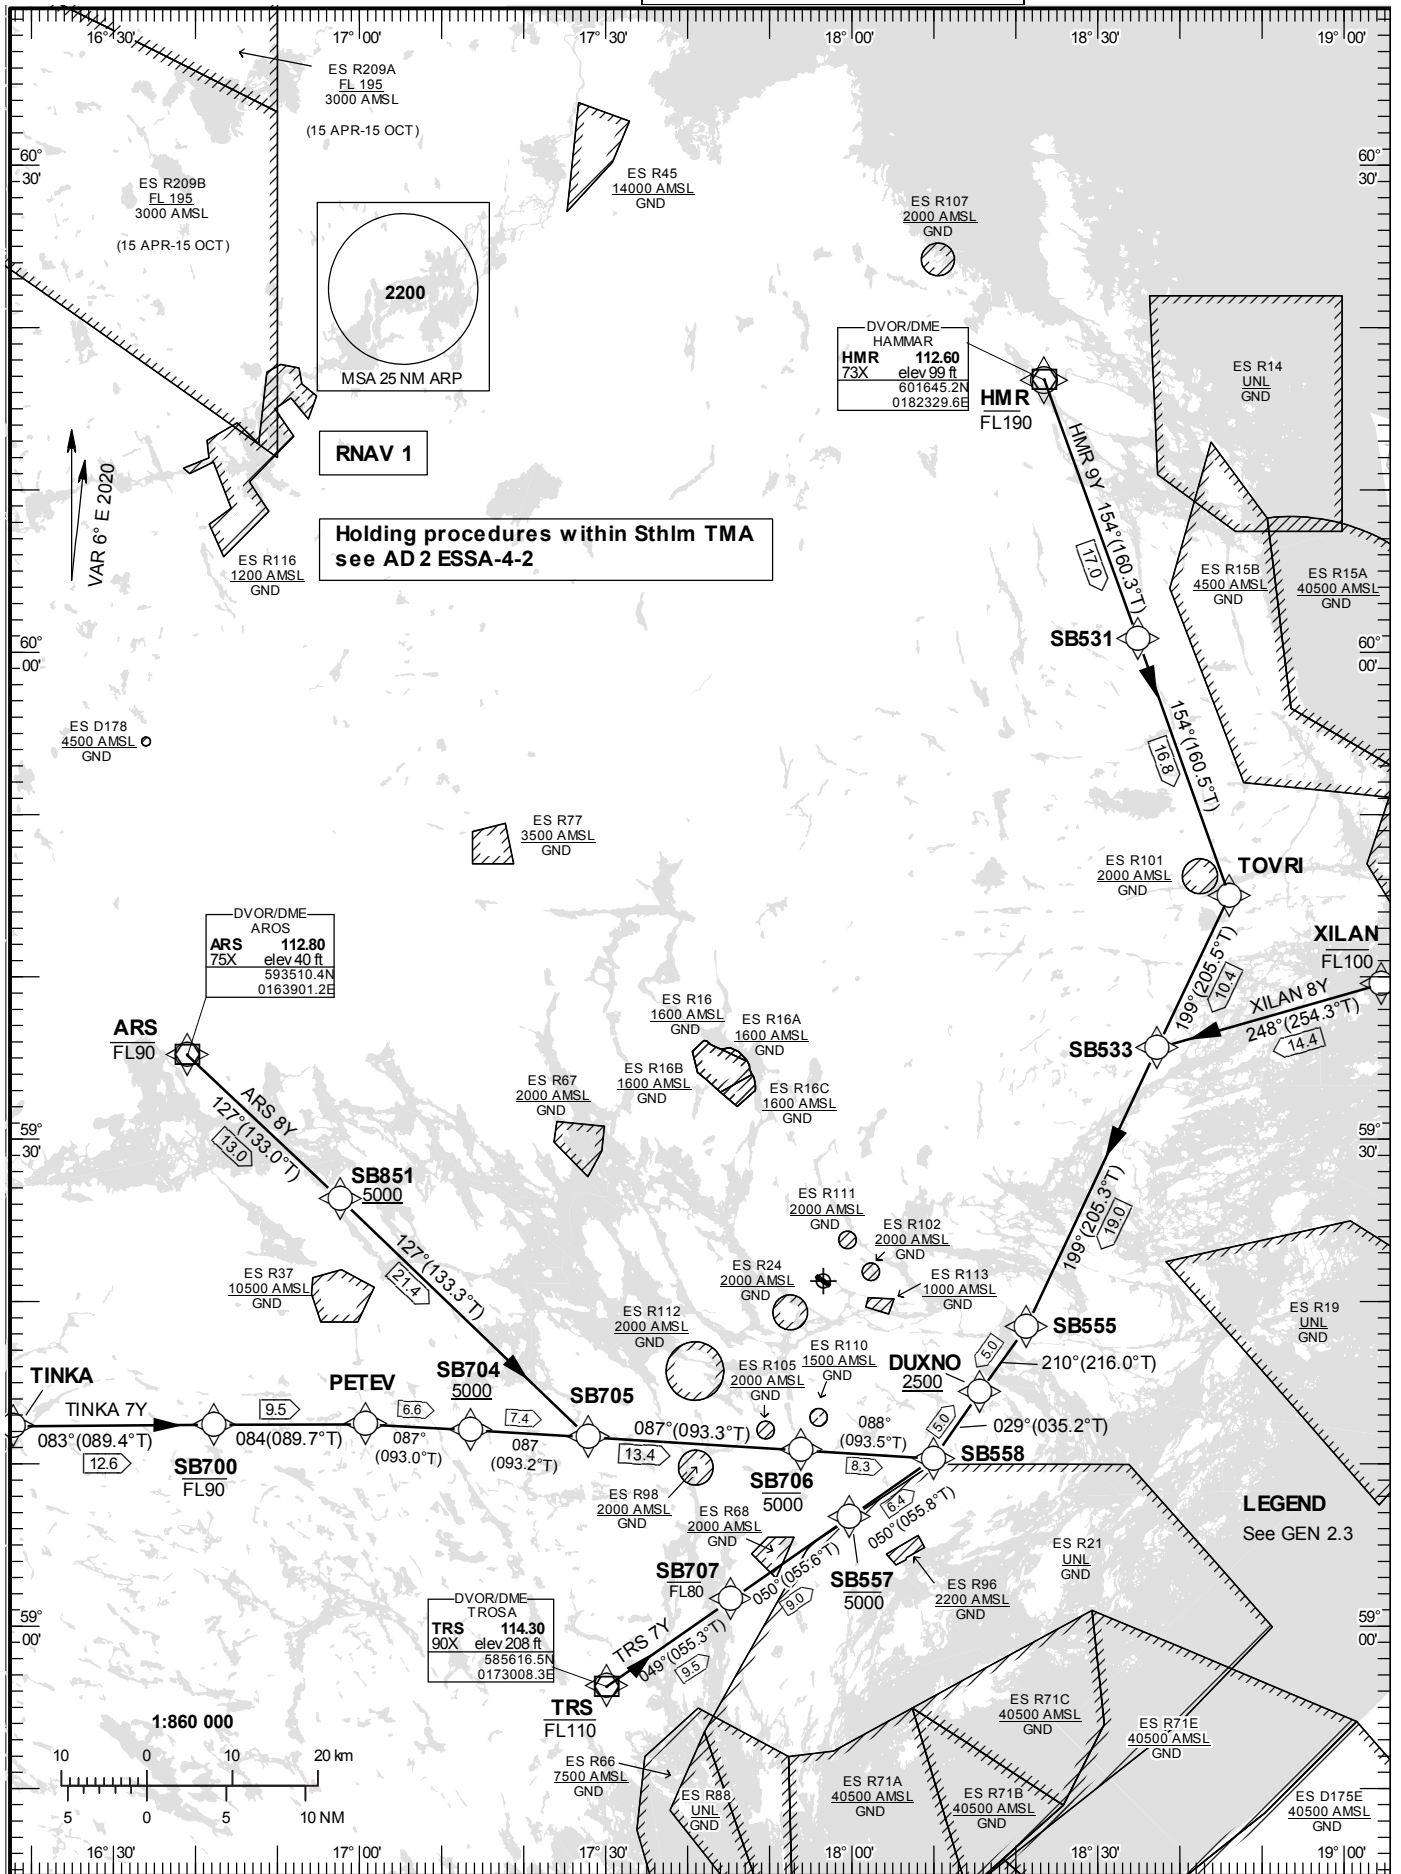 16° 30'
17° 00'
17° 30'
18° 00'
18° 30'
19° 00'
ES R209A
FL 195
3000 AMSL
(15 APR-15 OCT)
60°
30'
60°
30'
ES R209B
FL 195
3000 AMSL
(15 APR-15 OCT)
ES R45
14000 AMSL
GND
ES R107
2000 AMSL
GND
2200
MSA 25 NM ARP
DVOR/DME
HAMMAR
HMR 112.60
73X elev 99 ft
601645.2N
0182329.6E
HMR
FL190
ES R14
UNL
GND
RNAV 1
HMR 9Y
154°(160.3°T)
17.0
VAR 6° E 2020
Holding procedures within Sthlm TMA
see AD 2 ESSA-4-2
ES R116
1200 AMSL
GND
ES R15B
4500 AMSL
GND
ES R15A
40500 AMSL
GND
60°
00'
SB531
60°
00'
ES D178
4500 AMSL
GND
154°(160.5°T)
16.8
ES R77
3500 AMSL
GND
ES R101
2000 AMSL
GND
TOVRI
DVOR/DME
AROS
ARS 112.80
75X elev 40 ft
593510.4N
0163901.2E
XILAN
FL100
199°(205.5°T)
10.4
XILAN 8Y
248°(254.3°T)
14.4
ARS
FL90
ES R16
1600 AMSL
GND
ES R16A
1600 AMSL
GND
SB533
ES R16B
1600 AMSL
GND
ES R67
2000 AMSL
GND
ES R16C
1600 AMSL
GND
ARS 8Y
127°(133.0°T)
13.0
59°
30'
59°
30'
SB851
5000
ES R111
2000 AMSL
GND
199°(205.3°T)
19.0
ES R102
2000 AMSL
GND
127°(133.3°T)
21.4
ES R37
10500 AMSL
GND
ES R24
2000 AMSL
GND
ES R113
1000 AMSL
GND
ES R112
2000 AMSL
GND
ES R19
UNL
GND
SB555
ES R110
1500 AMSL
GND
5.0
210°(216.0°T)
TINKA
PETEV
SB704
5000
ES R105
2000 AMSL
GND
DUXNO
2500
SB705
TINKA 7Y
9.5
6.6
7.4
087°(093.3°T)
088°
(093.5°T)
5.0
029°(035.2°T)
083°(089.4°T)
12.6
084(089.7°T)
087°
(093.0°T)
087
(093.2°T)
13.4
8.3
SB558
SB700
FL90
SB706
5000
ES R98
2000 AMSL
GND
ES R68
2000 AMSL
GND
6.4
050°(055.8°T)
LEGEND
See GEN 2.3
ES R21
UNL
GND
SB707
FL80
050°(055.6°T)
9.0
SB557
5000
ES R96
2200 AMSL
GND
DVOR/DME
TROSA
TRS 114.30
90X elev 208 ft
585616.5N
0173008.3E
TRS 7Y
049°(055.3°T)
9.5
59°
00'
59°
00'
TRS
FL110
1:860 000
10 0 10 20 km
5 0 5 10 NM
ES R71C
40500 AMSL
GND
ES R71E
40500 AMSL
GND
ES R66
7500 AMSL
GND
ES R88
UNL
GND
ES R71A
40500 AMSL
GND
ES R71B
40500 AMSL
GND
ES D175E
40500 AMSL
GND
16° 30'
17° 00'
17° 30'
18° 00'
18° 30'
19° 00'